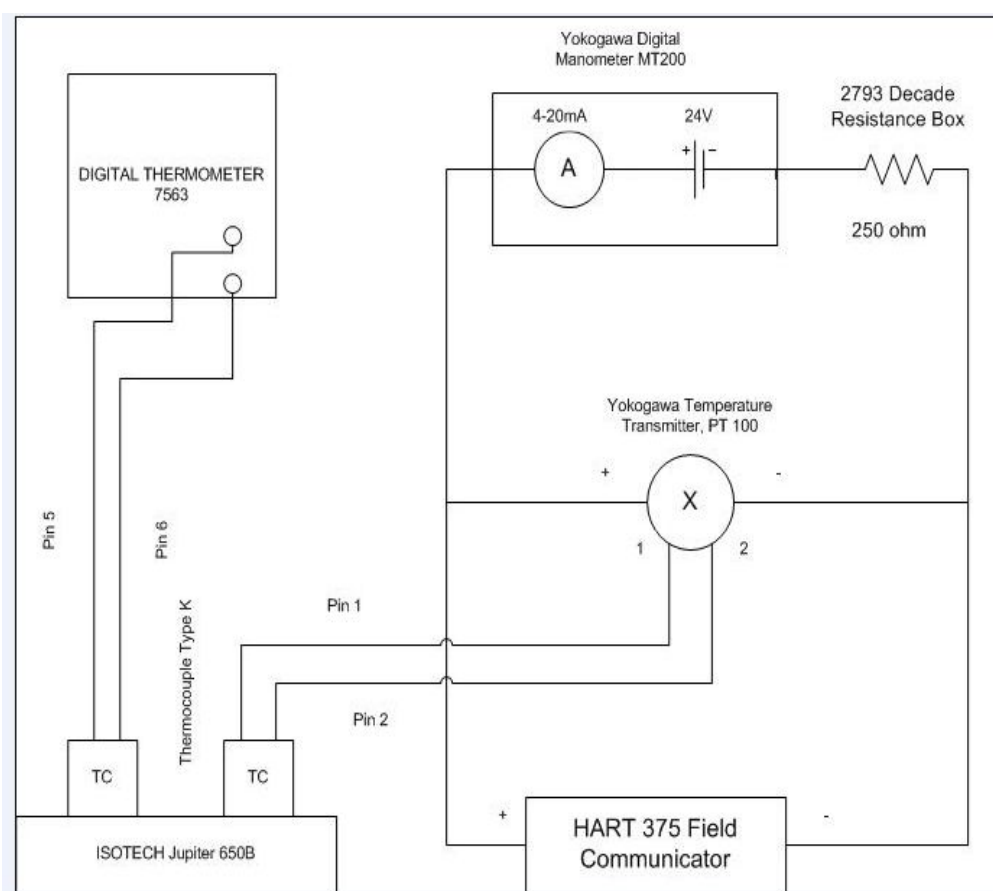 Yokogawa Digital
Manometer MT200
2793 Decade
Resistance Box
4-20mA
24V
+
–
A
250 ohm
DIGITAL THERMOMETER
7563
Yokogawa Temperature
Transmitter, PT 100
+
-
X
1
2
Pin 5
Pin 6
Thermocouple Type K
Pin 1
Pin 2
TC
TC
+
-
HART 375 Field
Communicator
ISOTECH Jupiter 650B